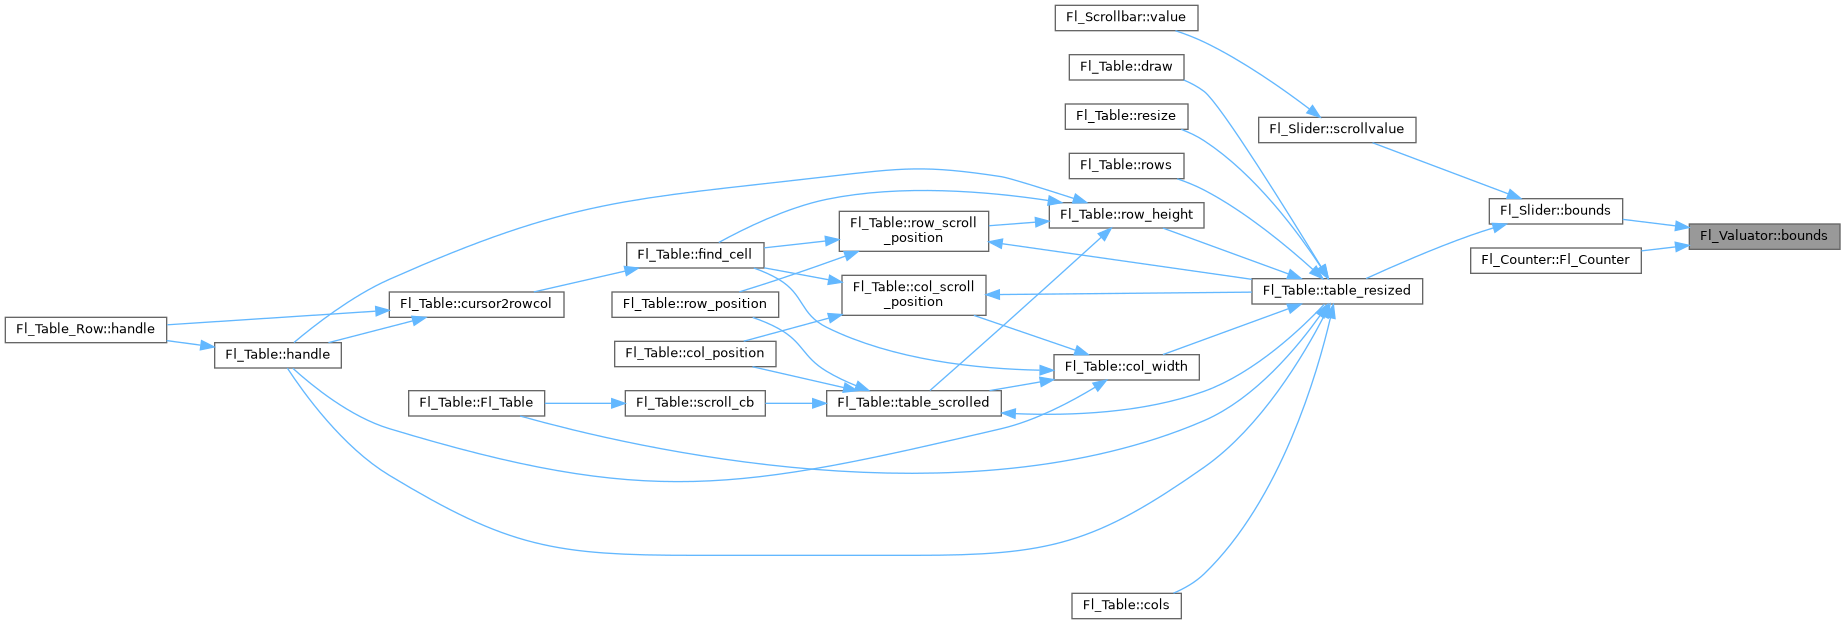 Fl_Scrollbar::value
Fl_Table::draw
Fl_Table::resize
Fl_Slider::scrollvalue
Fl_Table::rows
Fl_Table::row_height
Fl_Slider::bounds
Fl_Table::row_scroll
_position
Fl_Valuator::bounds
Fl_Table::find_cell
Fl_Counter::Fl_Counter
Fl_Table::col_scroll
_position
Fl_Table::table_resized
Fl_Table::cursor2rowcol
Fl_Table::row_position
Fl_Table_Row::handle
Fl_Table::handle
Fl_Table::col_position
Fl_Table::col_width
Fl_Table::Fl_Table
Fl_Table::scroll_cb
Fl_Table::table_scrolled
Fl_Table::cols